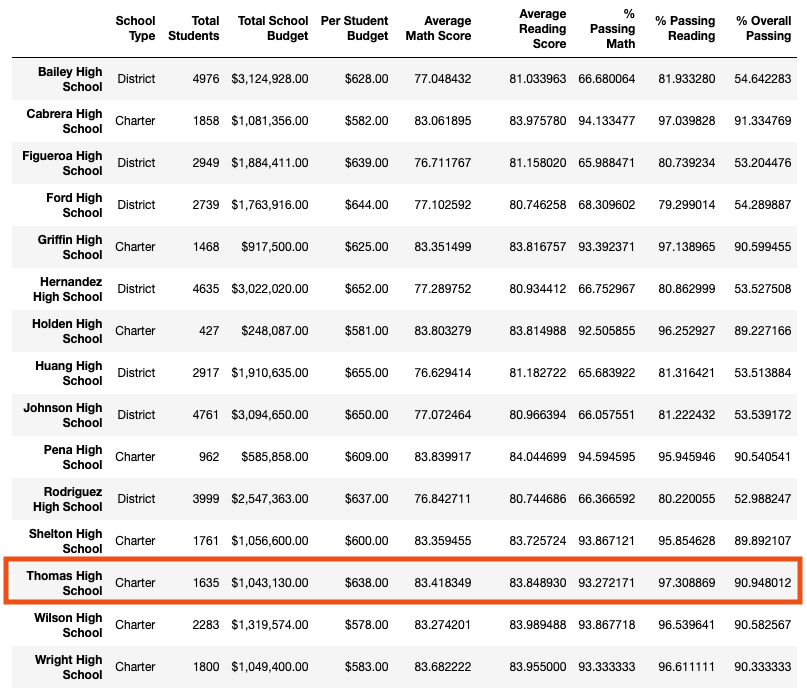 School Type Total Students Total School Budget Per Student Budget Average Math Score Average Reading Score % Passing Math % Passing Reading % Overall Passing
Bailey High School District 4976 $3,124,928.00 $628.00 77.048432 81.033963 66.680064 81.933280 54.642283
Cabrera High School Charter 1858 $1,081,356.00 $582.00 83.061895 83.975780 94.133477 97.039828 91.334769
Figueroa High School District 2949 $1,884,411.00 $639.00 76.711767 81.158020 65.988471 80.739234 53.204476
Ford High School District 2739 $1,763,916.00 $644.00 77.102592 80.746258 68.309602 79.299014 54.289887
Griffin High School Charter 1468 $917,500.00 $625.00 83.351499 83.816757 93.392371 97.138965 90.599455
Hernandez High School District 4635 $3,022,020.00 $652.00 77.289752 80.934412 66.752967 80.862999 53.527508
Holden High School Charter 427 $248,087.00 $581.00 83.803279 83.814988 92.505855 96.252927 89.227166
Huang High School District 2917 $1,910,635.00 $655.00 76.629414 81.182722 65.683922 81.316421 53.513884
Johnson High School District 4761 $3,094,650.00 $650.00 77.072464 80.966394 66.057551 81.222432 53.539172
Pena High School Charter 962 $585,858.00 $609.00 83.839917 84.044699 94.594595 95.945946 90.540541
Rodriguez High School District 3999 $2,547,363.00 $637.00 76.842711 80.744686 66.366592 80.220055 52.988247
Shelton High School Charter 1761 $1,056,600.00 $600.00 83.359455 83.725724 93.867121 95.854628 89.892107
Thomas High School Charter 1635 $1,043,130.00 $638.00 83.418349 83.848930 93.272171 97.308869 90.948012
Wilson High School Charter 2283 $1,319,574.00 $578.00 83.274201 83.989488 93.867718 96.539641 90.582567
Wright High School Charter 1800 $1,049,400.00 $583.00 83.682222 83.955000 93.333333 96.611111 90.333333